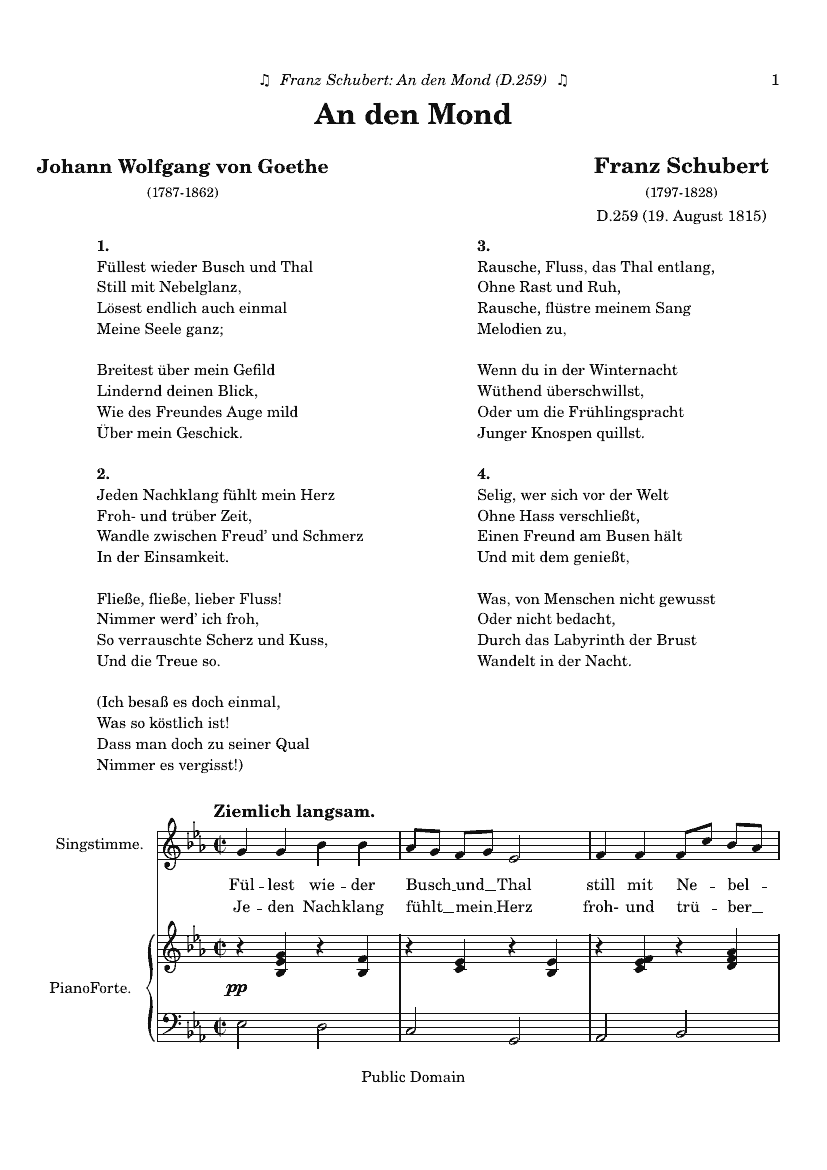 ♫ Franz Schubert: An den Mond (D.259) ♫ 1
An den Mond
Johann Wolfgang von Goethe
(1787-1862)
Franz Schubert
(1797-1828)
D.259 (19. August 1815)
1.
Füllest wieder Busch und Thal
Still mit Nebelglanz,
Lösest endlich auch einmal
Meine Seele ganz;
Breitest über mein Gefild
Lindernd deinen Blick,
Wie des Freundes Auge mild
Über mein Geschick.
2.
Jeden Nachklang fühlt mein Herz
Froh- und trüber Zeit,
Wandle zwischen Freud’ und Schmerz
In der Einsamkeit.
Fließe, fließe, lieber Fluss!
Nimmer werd’ ich froh,
So verrauschte Scherz und Kuss,
Und die Treue so.
(Ich besaß es doch einmal,
Was so köstlich ist!
Dass man doch zu seiner Qual
Nimmer es vergisst!)
3.
Rausche, Fluss, das Thal entlang,
Ohne Rast und Ruh,
Rausche, flüstre meinem Sang
Melodien zu,
Wenn du in der Winternacht
Wüthend überschwillst,
Oder um die Frühlingspracht
Junger Knospen quillst.
4.
Selig, wer sich vor der Welt
Ohne Hass verschließt,
Einen Freund am Busen hält
Und mit dem genießt,
Was, von Menschen nicht gewusst
Oder nicht bedacht,
Durch das Labyrinth der Brust
Wandelt in der Nacht.
Ziemlich langsam.
Singstimme.
Fül - lest wie - der Busch_und_Thal still mit Ne - bel -
Je - den Nachklang fühlt_mein Herz froh- und trü - ber_
PianoForte.
pp
Public Domain